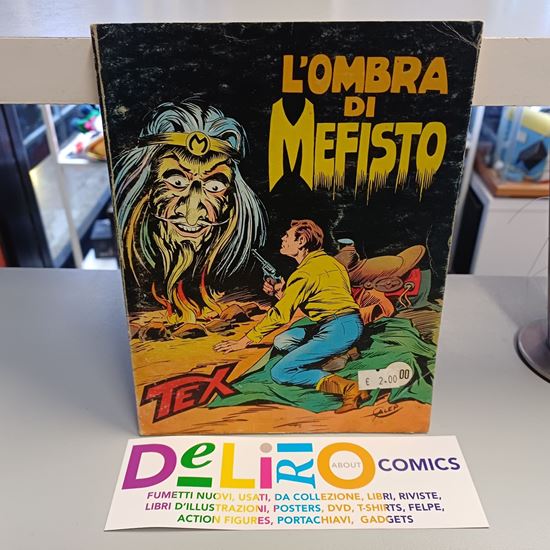 L'OMBRA
DI
MEFISTO
M
TEX
€ 2.00 00
GALEP
DeLiRiO ABOUT COMICS
FUMETTI NUOVI, USATI, DA COLLEZIONE, LIBRI, RIVISTE,
LIBRI D'ILLUSTRAZIONI, POSTERS, DVD, T-SHIRTS, FELPE,
ACTION FIGURES, PORTACHIAVI, GADGETS